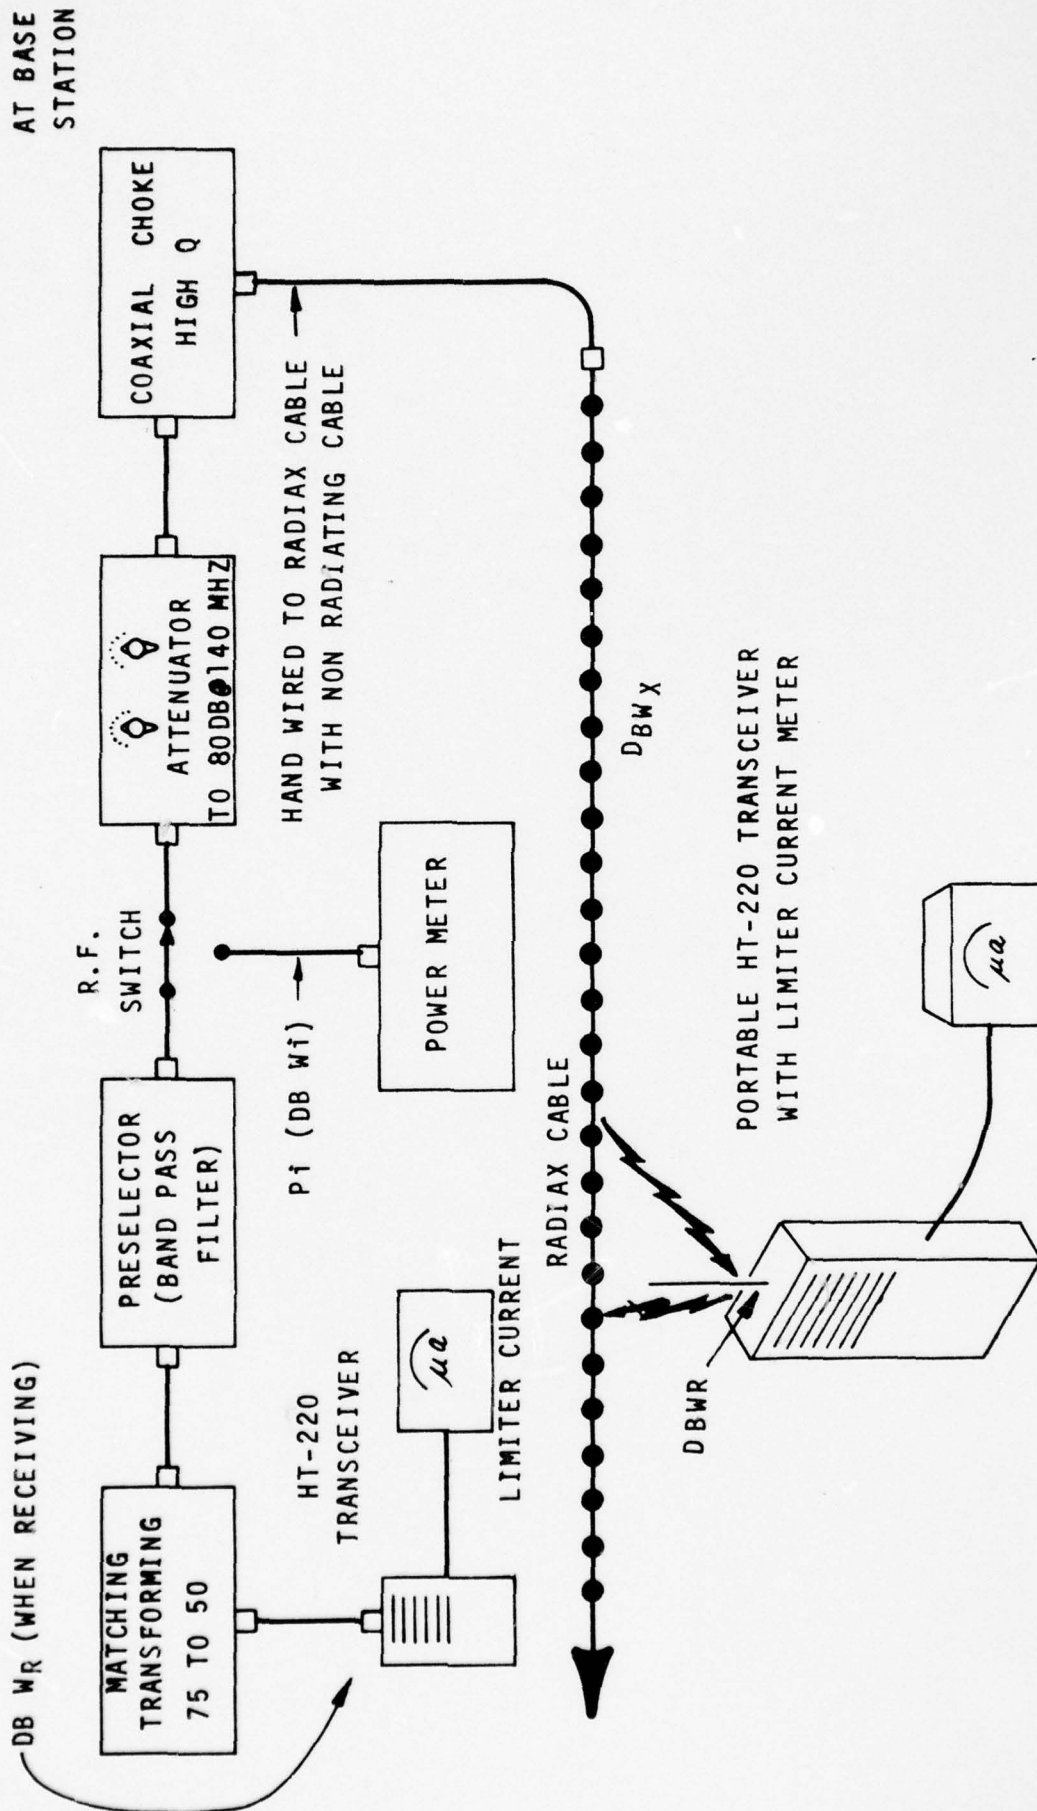 AT BASE
STATION
DB WR (WHEN RECEIVING)
MATCHING
TRANSFORMING
75 TO 50
PRESELECTOR
(BAND PASS
FILTER)
R.F.
SWITCH
ATTENUATOR
TO 80DB@140 MHZ
COAXIAL CHOKE
HIGH Q
HT-220
TRANSCEIVER
μa
LIMITER CURRENT
Pi (DB Wi)
POWER METER
HAND WIRED TO RADIAX CABLE
WITH NON RADIATING CABLE
RADIAX CABLE
DBWX
DBWR
PORTABLE HT-220 TRANSCEIVER
WITH LIMITER CURRENT METER
μa